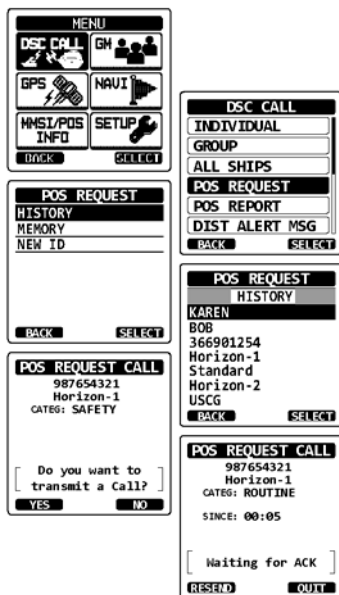 MENU
DSC CALL
GM
GPS
NAVI
MMSI/POS
INFO
SETUP
BACK
SELECT
DSC CALL
INDIVIDUAL
GROUP
ALL SHIPS
POS REQUEST
POS REPORT
DIST ALERT MSG
BACK
SELECT
POS REQUEST
HISTORY
MEMORY
NEW ID
BACK
SELECT
POS REQUEST
HISTORY
KAREN
BOB
366901254
Horizon-1
Standard
Horizon-2
USCG
BACK
SELECT
POS REQUEST CALL
987654321
Horizon-1
CATEG: SAFETY
Do you want to
transmit a Call?
YES
NO
POS REQUEST CALL
987654321
Horizon-1
CATEG: ROUTINE
SINCE: 00:05
Waiting for ACK
RESEND
QUIT